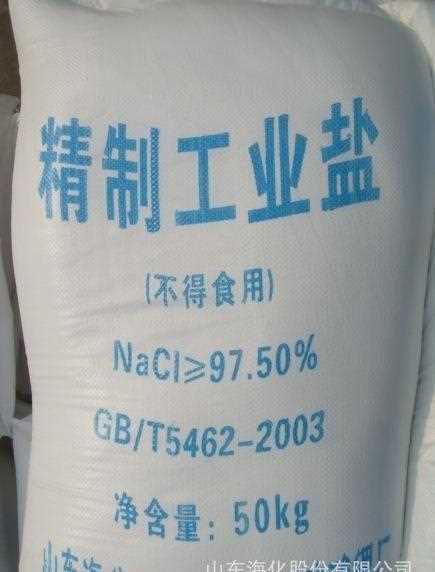 精制工业盐
(不得食用)
NaCl≥97.50%
GB/T5462-2003
净含量: 50kg
山东海化股份有限公司